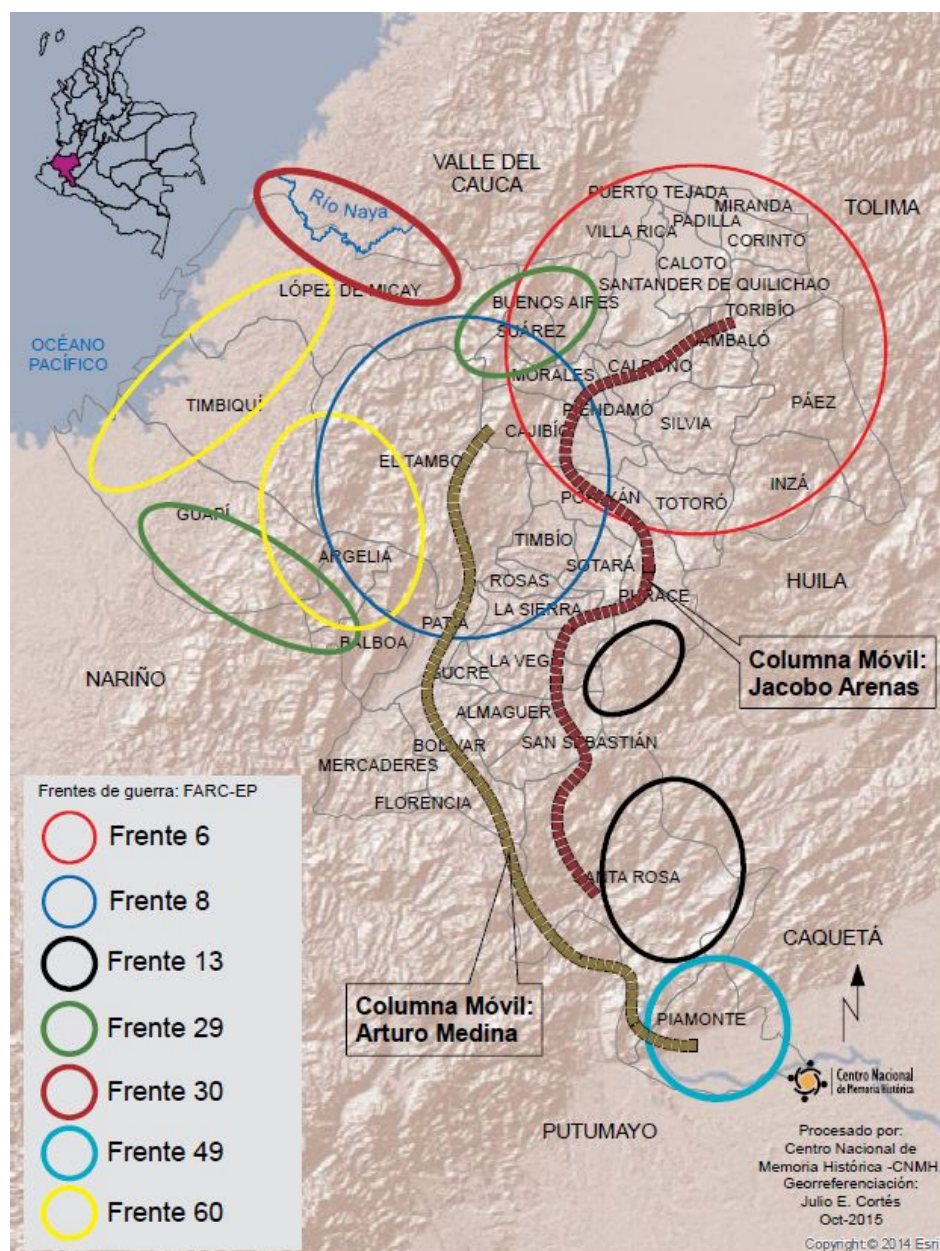 VALLE DEL
CAUCA
TOLIMA
Río Naya
PUERTO TEJADA
MIRANDA
PADILLA
VILLA RICA
CORINTO
CALOTO
SANTANDER DE QUILICHAO
LÓPEZ DE MICAY
BUENOS AIRES
TORIBÍO
SUÁREZ
AMBALÓ
OCÉANO
PACÍFICO
MORALES
CALDONO
TIMBIQUÍ
PÁEZ
PIENDAMÓ
SILVIA
CAJIBÍO
EL TAMBO
INZÁ
POPAYÁN
TOTORÓ
GUAPÍ
TIMBÍO
ARGELIA
SOTARÁ
HUILA
ROSAS
PURACE
LA SIERRA
PATÍA
BALBOA
NARIÑO
LA VEG
SUCRE
Columna Móvil:
Jacobo Arenas
ALMAGUER
BOLÍVAR
SAN SEBASTIÁN
MERCADERES
FLORENCIA
Frentes de guerra: FARC-EP
Frente 6
Frente 8
Frente 13
Frente 29
Frente 30
Frente 49
Frente 60
SANTA ROSA
CAQUETÁ
Columna Móvil:
Arturo Medina
PIAMONTE
N
Centro Nacional
de Memoria Histórica
PUTUMAYO
Procesado por:
Centro Nacional de
Memoria Histórica -CNMH.
Georreferenciación:
Julio E. Cortés
Oct-2015
Copyright:© 2014 Esri